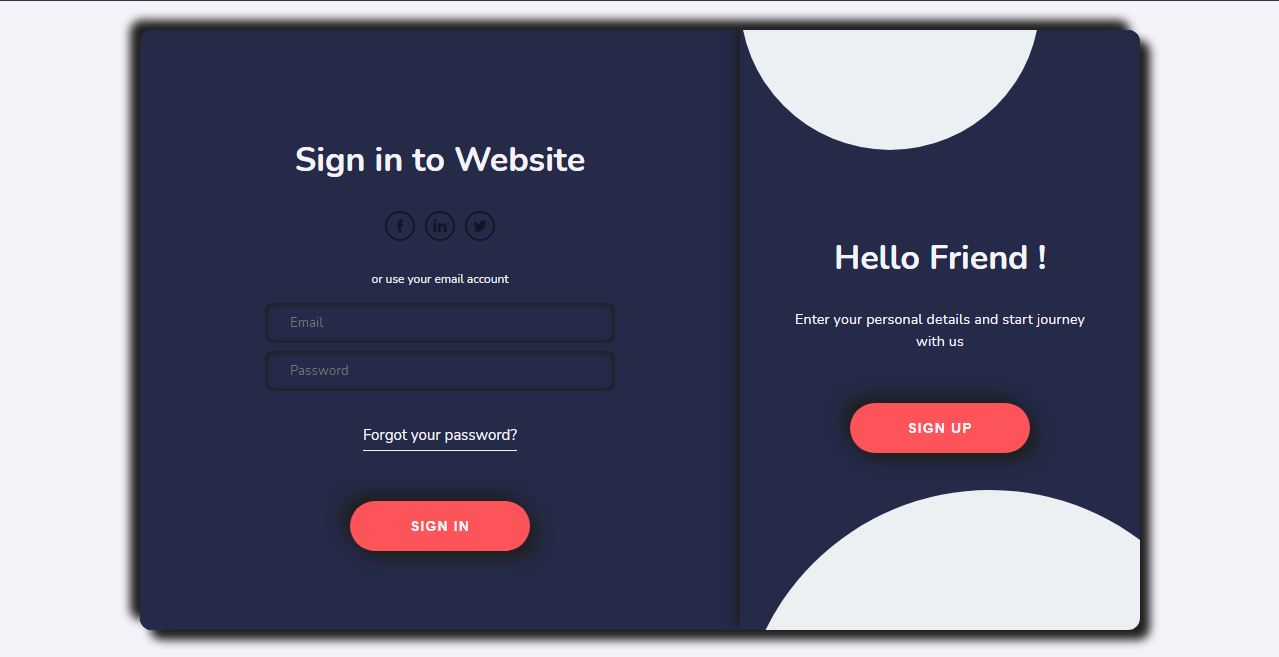 Sign in to Website
or use your email account
Email
Password
Forgot your password?
SIGN IN
Hello Friend !
Enter your personal details and start journey
with us
SIGN UP